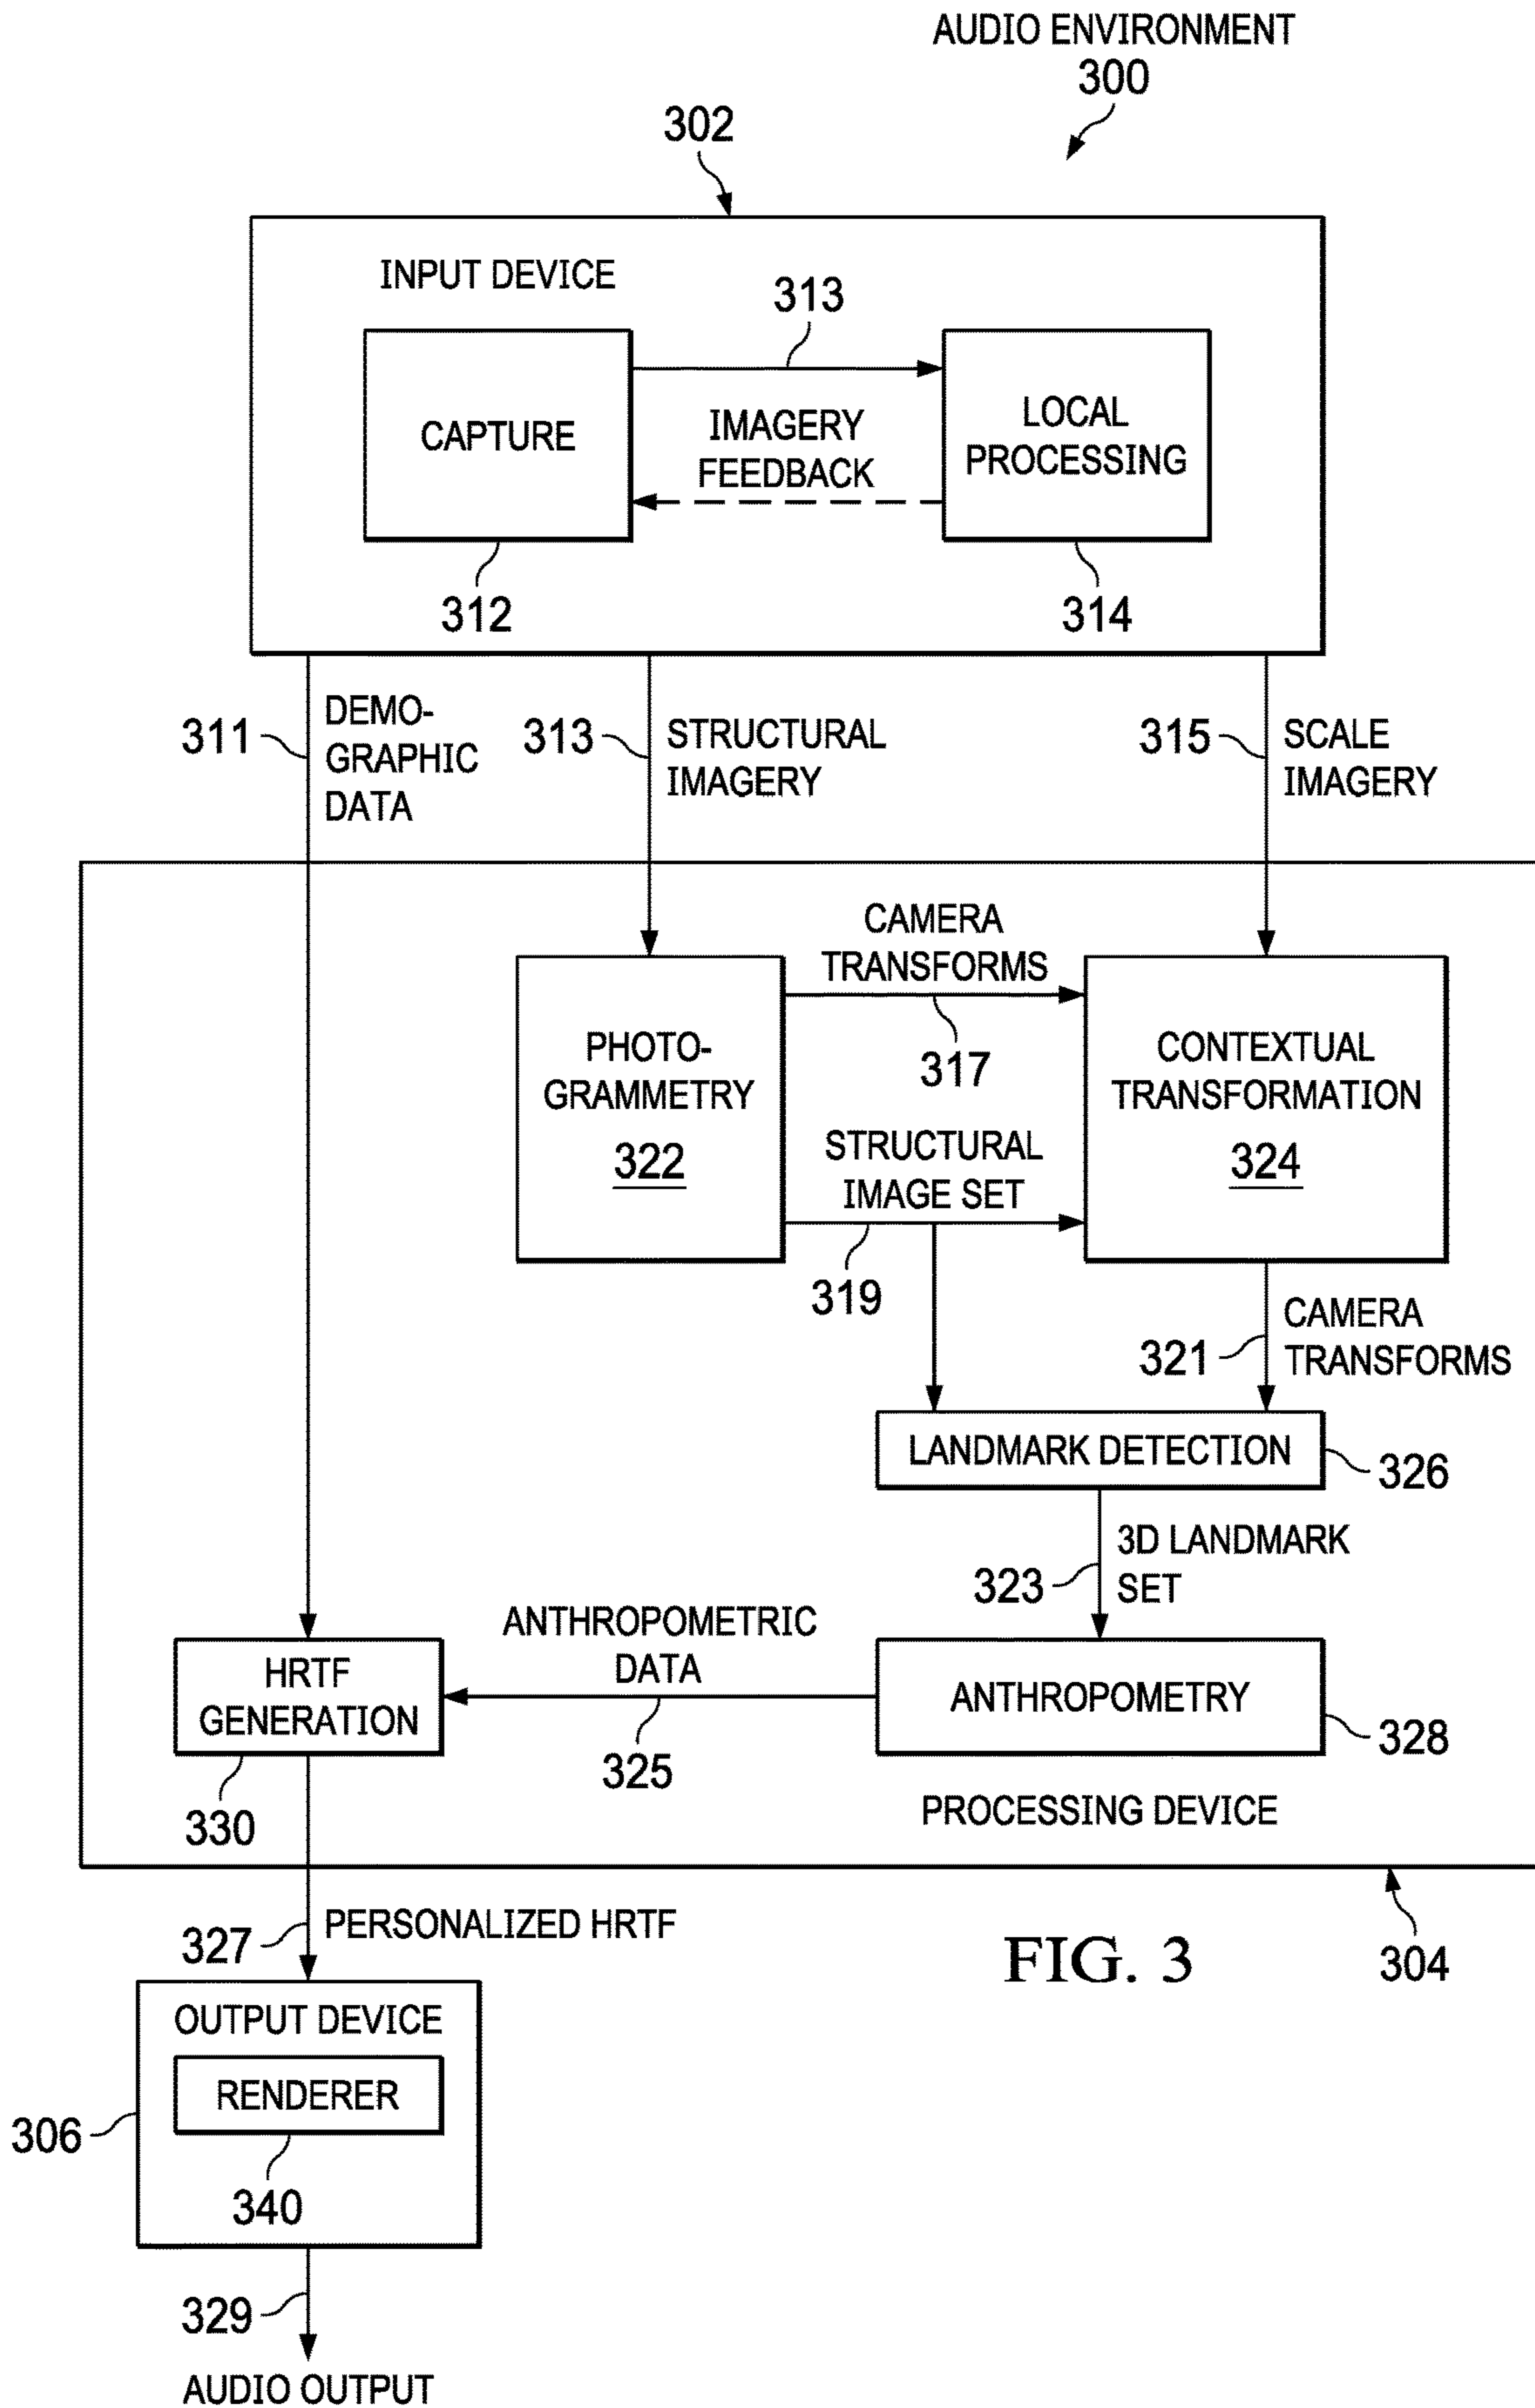 AUDIO ENVIRONMENT
300
302
INPUT DEVICE
313
CAPTURE
IMAGERY
FEEDBACK
LOCAL
PROCESSING
312
314
311
DEMO-
GRAPHIC
DATA
313
STRUCTURAL
IMAGERY
315
SCALE
IMAGERY
CAMERA
TRANSFORMS
317
PHOTO-
GRAMMETRY
322
CONTEXTUAL
TRANSFORMATION
324
STRUCTURAL
IMAGE SET
319
321
CAMERA
TRANSFORMS
LANDMARK DETECTION
326
323
3D LANDMARK
SET
ANTHROPOMETRIC
DATA
325
HRTF
GENERATION
330
ANTHROPOMETRY
328
PROCESSING DEVICE
304
327
PERSONALIZED HRTF
FIG. 3
OUTPUT DEVICE
RENDERER
306
340
329
AUDIO OUTPUT